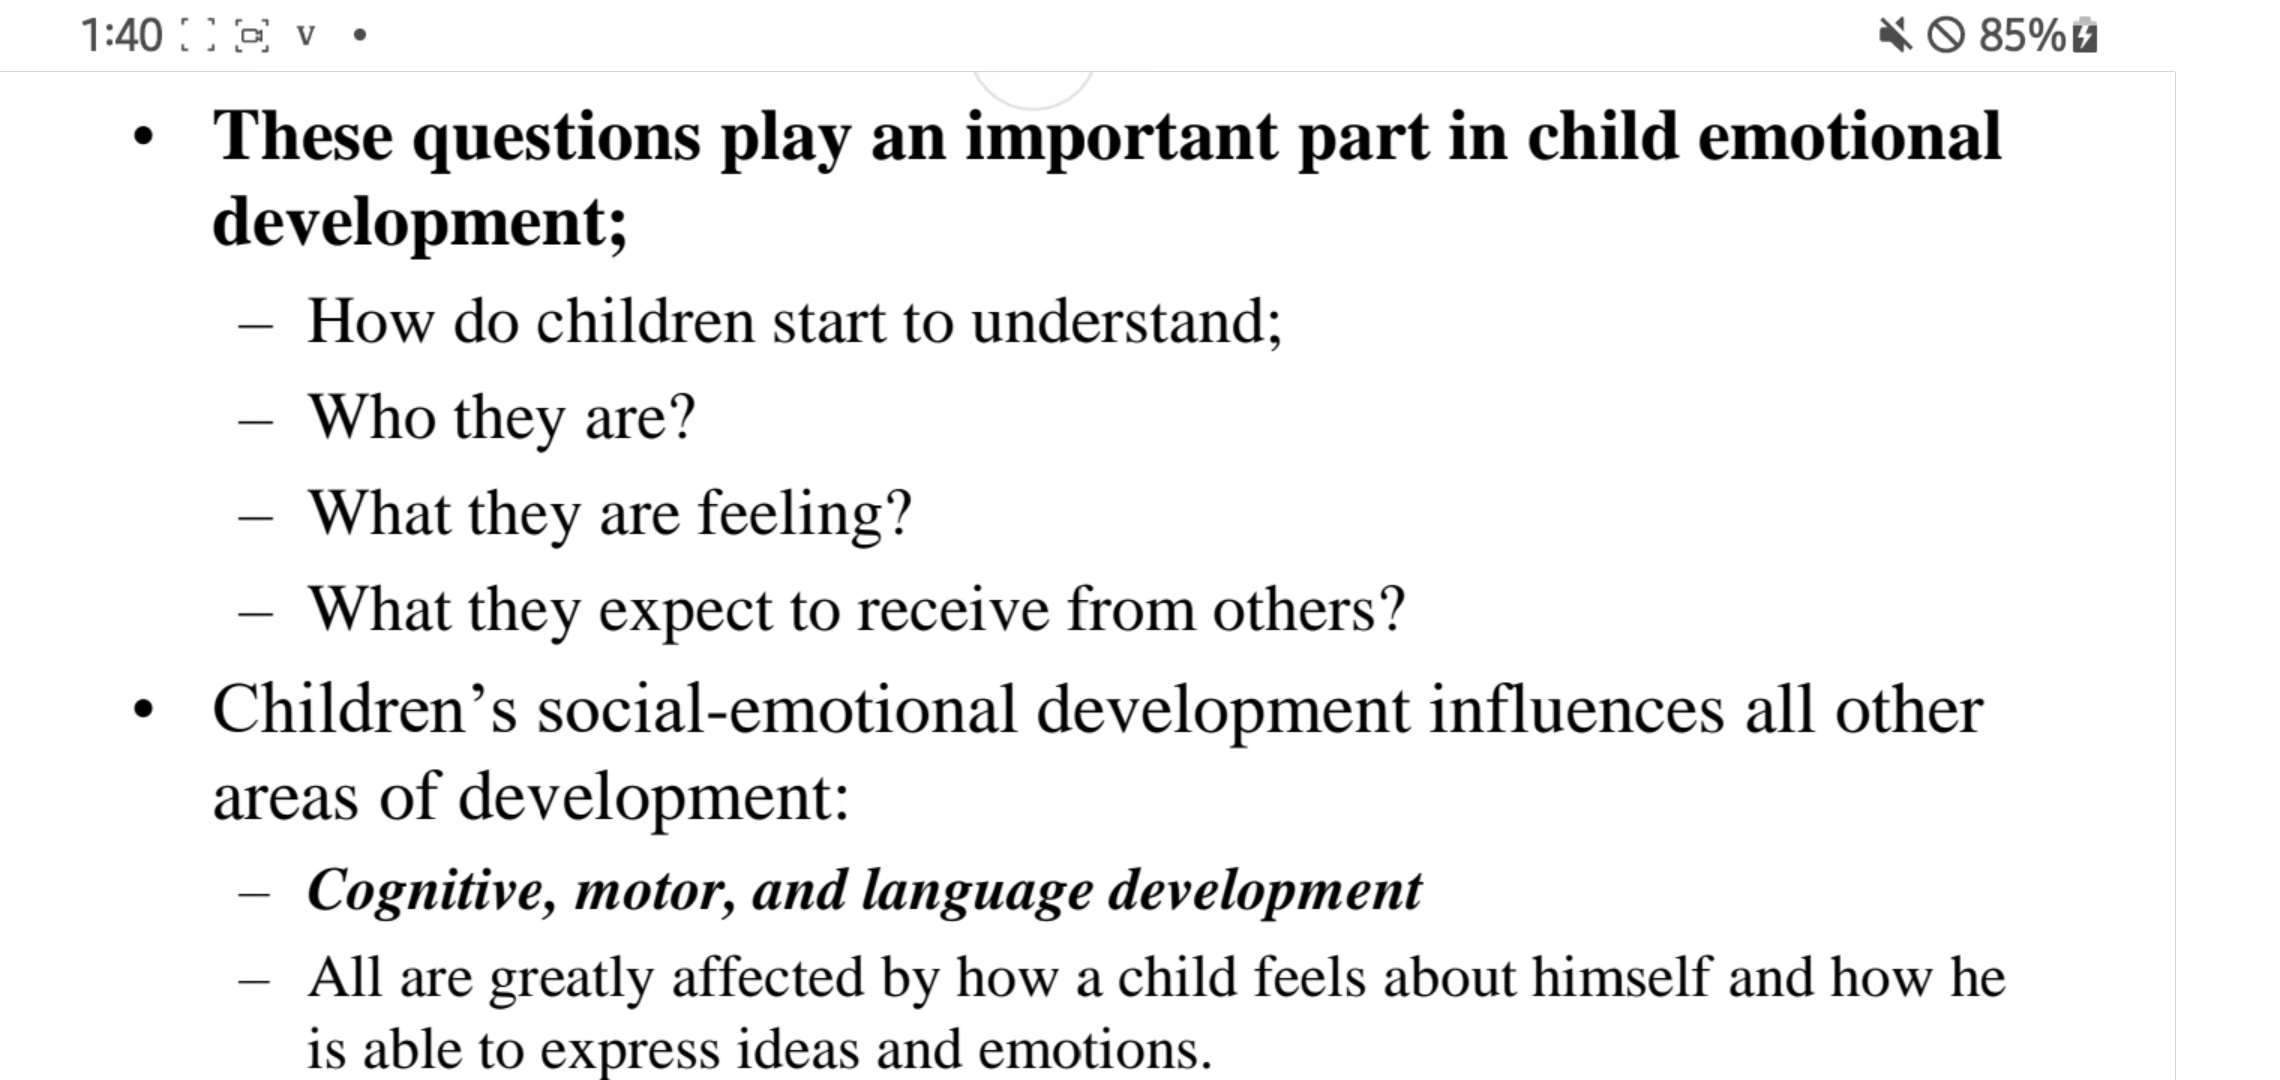 1:40 V
85%
• These questions play an important part in child emotional
development;
– How do children start to understand;
– Who they are?
– What they are feeling?
– What they expect to receive from others?
• Children’s social-emotional development influences all other
areas of development:
– Cognitive, motor, and language development
– All are greatly affected by how a child feels about himself and how he
is able to express ideas and emotions.